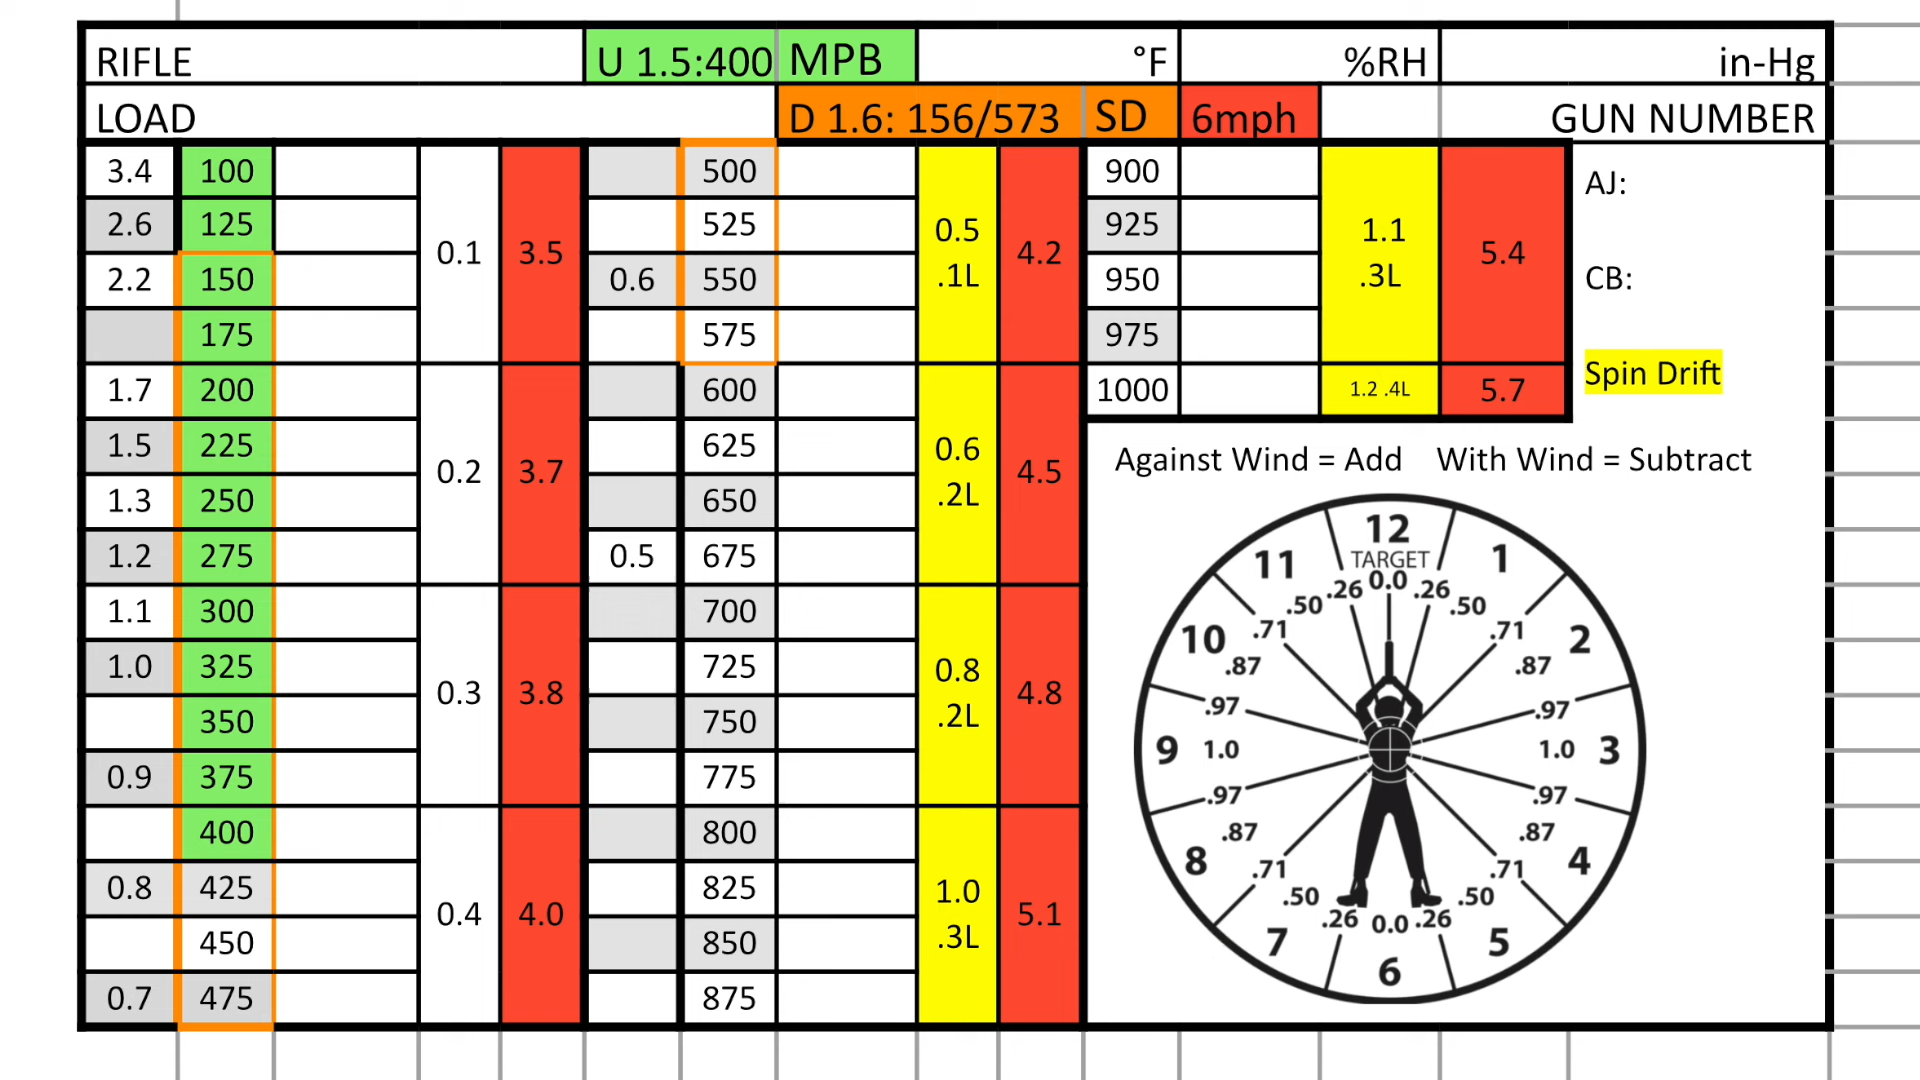 RIFLE U 1.5:400 MPB °F %RH in-Hg
LOAD D 1.6: 156/573 SD 6mph GUN NUMBER
3.4 100 500 900
2.6 125 525 925
0.1 3.5 0.5 .1L 4.2 1.1 .3L 5.4
2.2 150 0.6 550 950
175 575 975
1.7 200 600 1000 1.2 .4L 5.7
AJ:
CB:
Spin Drift
1.5 225 625
0.2 3.7 0.6 .2L 4.5
1.3 250 650
1.2 275 0.5 675
1.1 300 700
1.0 325 725
0.3 3.8 0.8 .2L 4.8
350 750
0.9 375 775
400 800
0.8 425 825
0.4 4.0 1.0 .3L 5.1
450 850
0.7 475 875
Against Wind = Add With Wind = Subtract
12
TARGET
11 1
.50 .26 0.0 .26 .50
10 .71 .71 2
.87 .87
.97 .97
9 1.0 1.0 3
.97 .97
.87 .87
8 .71 .71 4
.50 .50
.26 0.0 .26
7 5
6